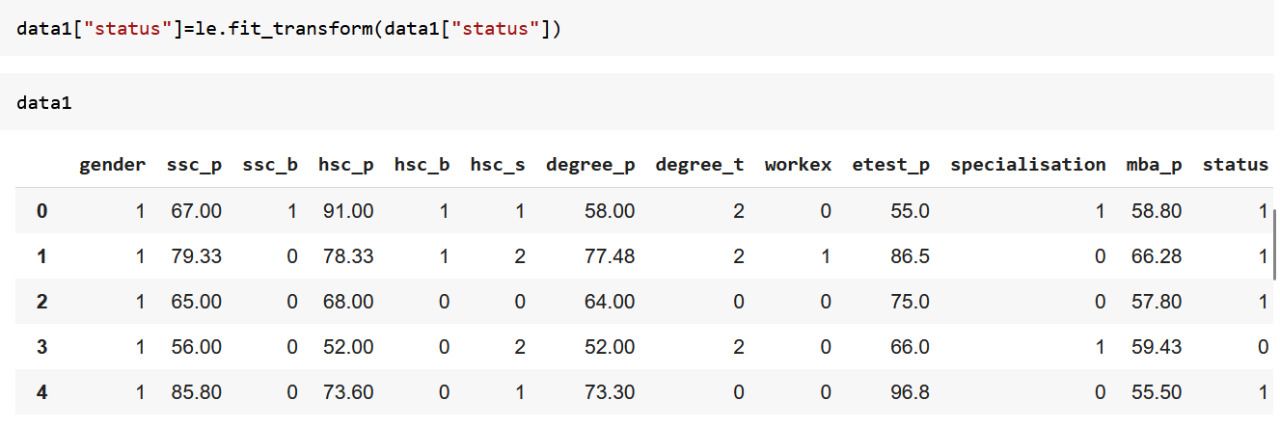 data1["status"]=le.fit_transform(data1["status"])
data1
gender ssc_p ssc_b hsc_p hsc_b hsc_s degree_p degree_t workex etest_p specialisation mba_p status
0 1 67.00 1 91.00 1 1 58.00 2 0 55.0 1 58.80 1
1 1 79.33 0 78.33 1 2 77.48 2 1 86.5 0 66.28 1
2 1 65.00 0 68.00 0 0 64.00 0 0 75.0 0 57.80 1
3 1 56.00 0 52.00 0 2 52.00 2 0 66.0 1 59.43 0
4 1 85.80 0 73.60 0 1 73.30 0 0 96.8 0 55.50 1